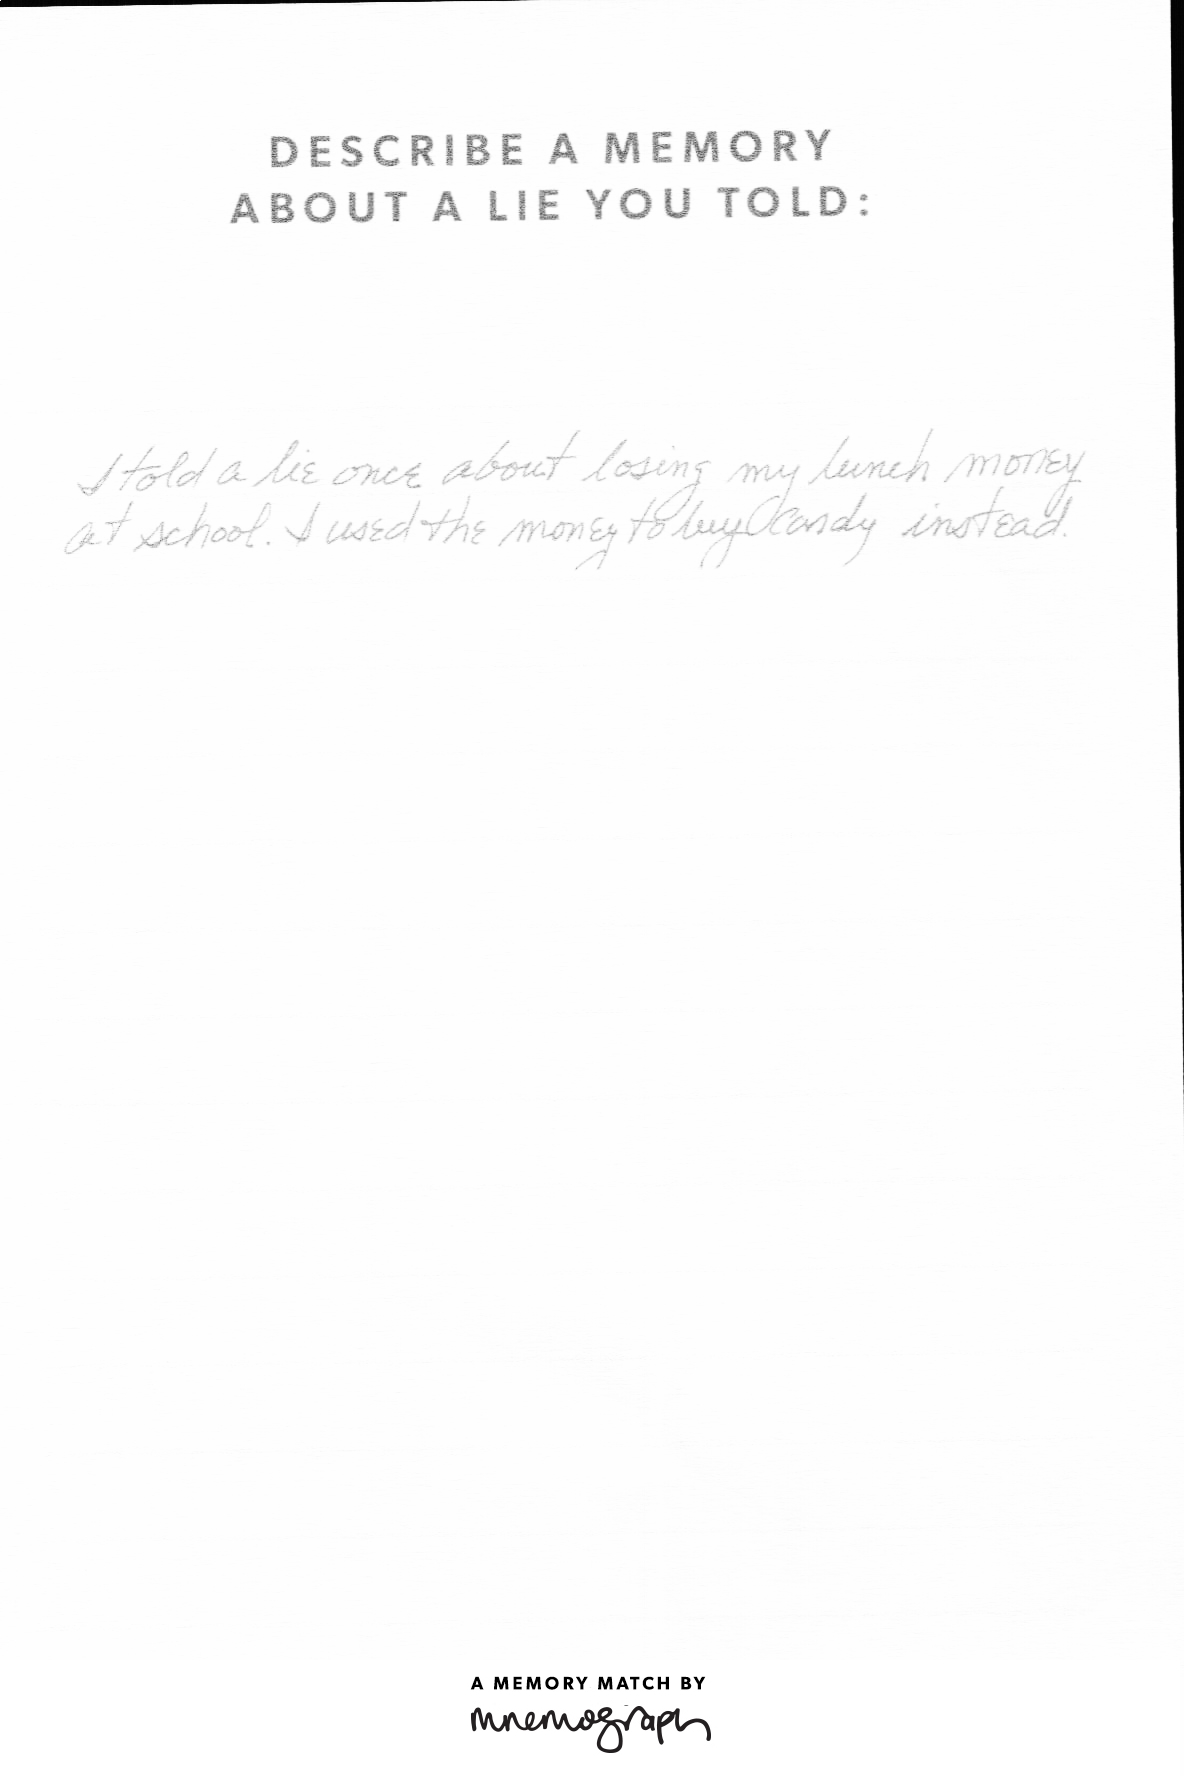 DESCRIBE A MEMORY
ABOUT A LIE YOU TOLD:
I told a lie once about losing my lunch money
at school. I used the money to buy candy instead.
A MEMORY MATCH BY
mnemograph